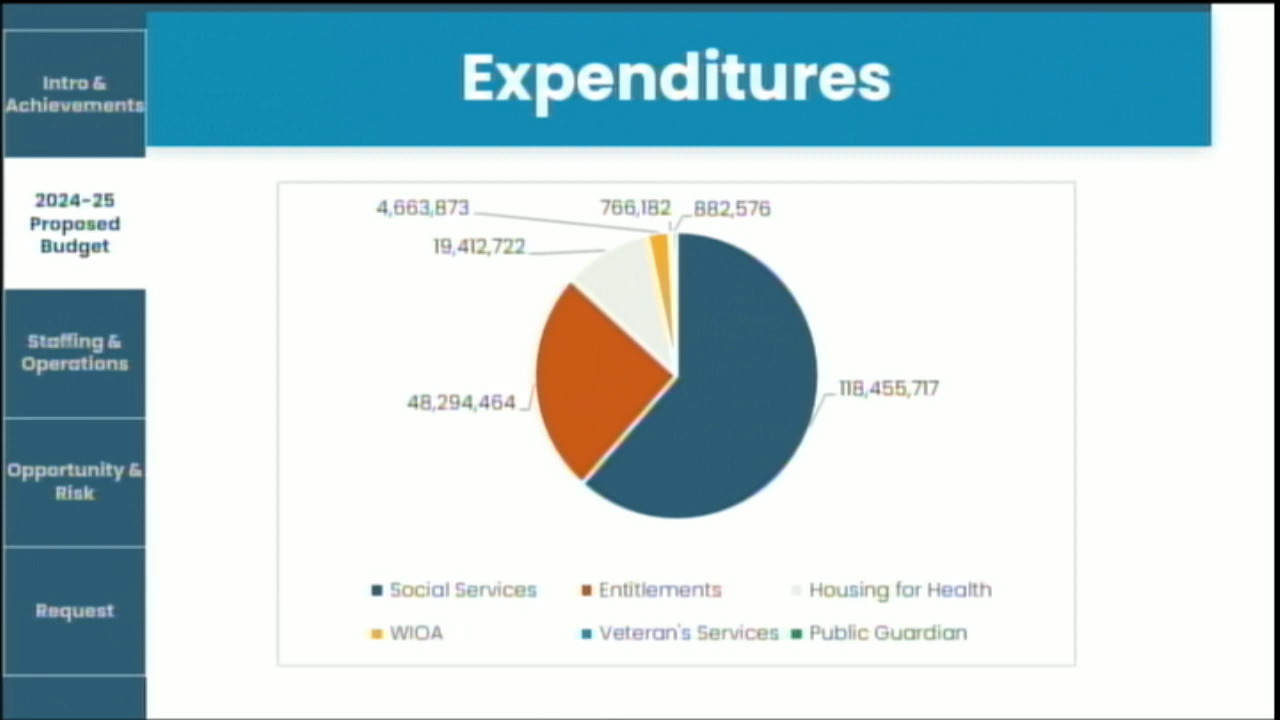 Expenditures
Intro &
Achievements
2024-25
Proposed
Budget
Staffing &
Operations
Opportunity &
Risk
Request
4,663,873
766,182
882,576
19,412,722
118,455,717
48,294,464
Social Services
Entitlements
Housing for Health
WIOA
Veteran's Services
Public Guardian